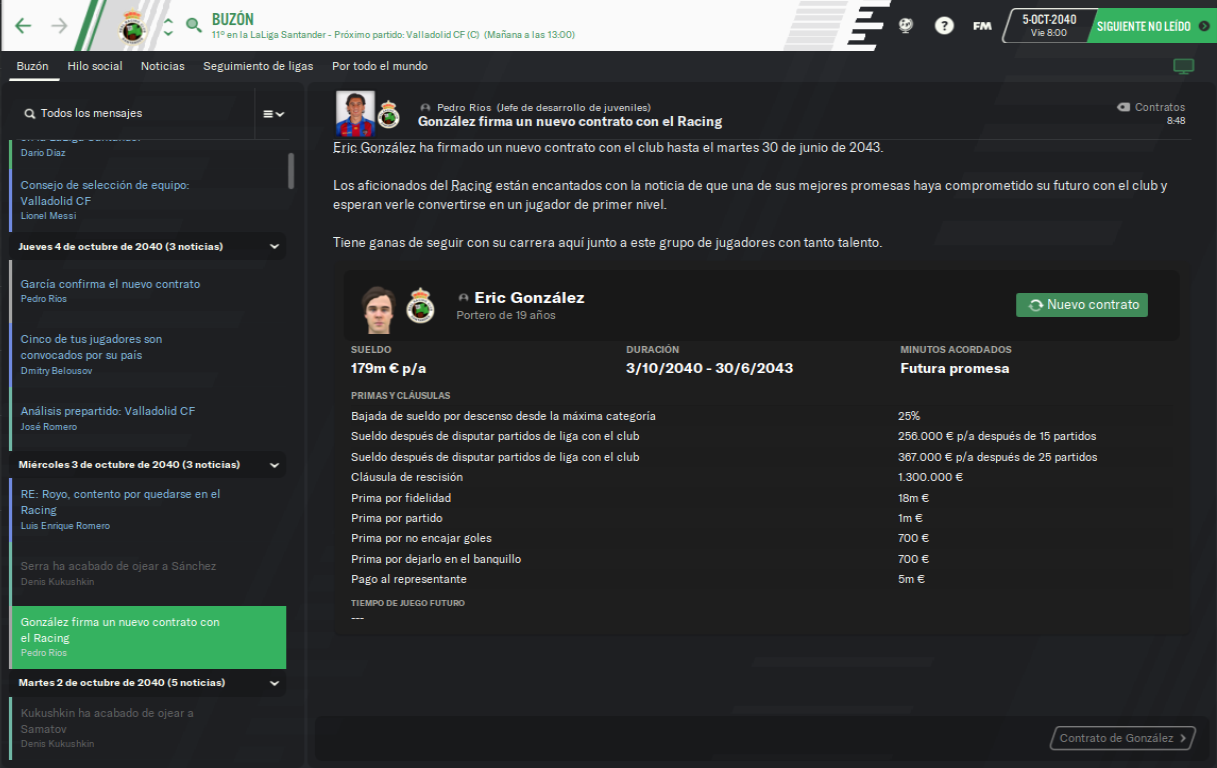 BUZÓN
11º en la LaLiga Santander - Próximo partido: Valladolid CF (C) (Mañana a las 13:00)
?
FM
5-OCT-2040
Vie 8:00
SIGUIENTE NO LEÍDO
Buzón
Hilo social
Noticias
Seguimiento de ligas
Por todo el mundo
Todos los mensajes
Dario Díaz
Consejo de selección de equipo:
Valladolid CF
Lionel Messi
Jueves 4 de octubre de 2040 (3 noticias)
García confirma el nuevo contrato
Pedro Ríos
Cinco de tus jugadores son
convocados por su país
Dmitry Belousov
Análisis prepartido: Valladolid CF
José Romero
Miércoles 3 de octubre de 2040 (3 noticias)
RE: Royo, contento por quedarse en el
Racing
Luis Enrique Romero
Serra ha acabado de ojear a Sánchez
Denis Kukushkin
González firma un nuevo contrato con
el Racing
Pedro Ríos
Martes 2 de octubre de 2040 (5 noticias)
Kukushkin ha acabado de ojear a
Samatov
Denis Kukushkin
Pedro Ríos (Jefe de desarrollo de juveniles)
González firma un nuevo contrato con el Racing
Contratos
8:48
Eric González ha firmado un nuevo contrato con el club hasta el martes 30 de junio de 2043.
Los aficionados del Racing están encantados con la noticia de que una de sus mejores promesas haya comprometido su futuro con el club y
esperan verle convertirse en un jugador de primer nivel.
Tiene ganas de seguir con su carrera aquí junto a este grupo de jugadores con tanto talento.
Eric González
Portero de 19 años
Nuevo contrato
SUELDO
DURACIÓN
MINUTOS ACORDADOS
179m € p/a
3/10/2040 - 30/6/2043
Futura promesa
PRIMAS Y CLÁUSULAS
Bajada de sueldo por descenso desde la máxima categoría
25%
Sueldo después de disputar partidos de liga con el club
256.000 € p/a después de 15 partidos
Sueldo después de disputar partidos de liga con el club
367.000 € p/a después de 25 partidos
Cláusula de rescisión
1.300.000 €
Prima por fidelidad
18m €
Prima por partido
1m €
Prima por no encajar goles
700 €
Prima por dejarlo en el banquillo
700 €
Pago al representante
5m €
TIEMPO DE JUEGO FUTURO
---
Contrato de González